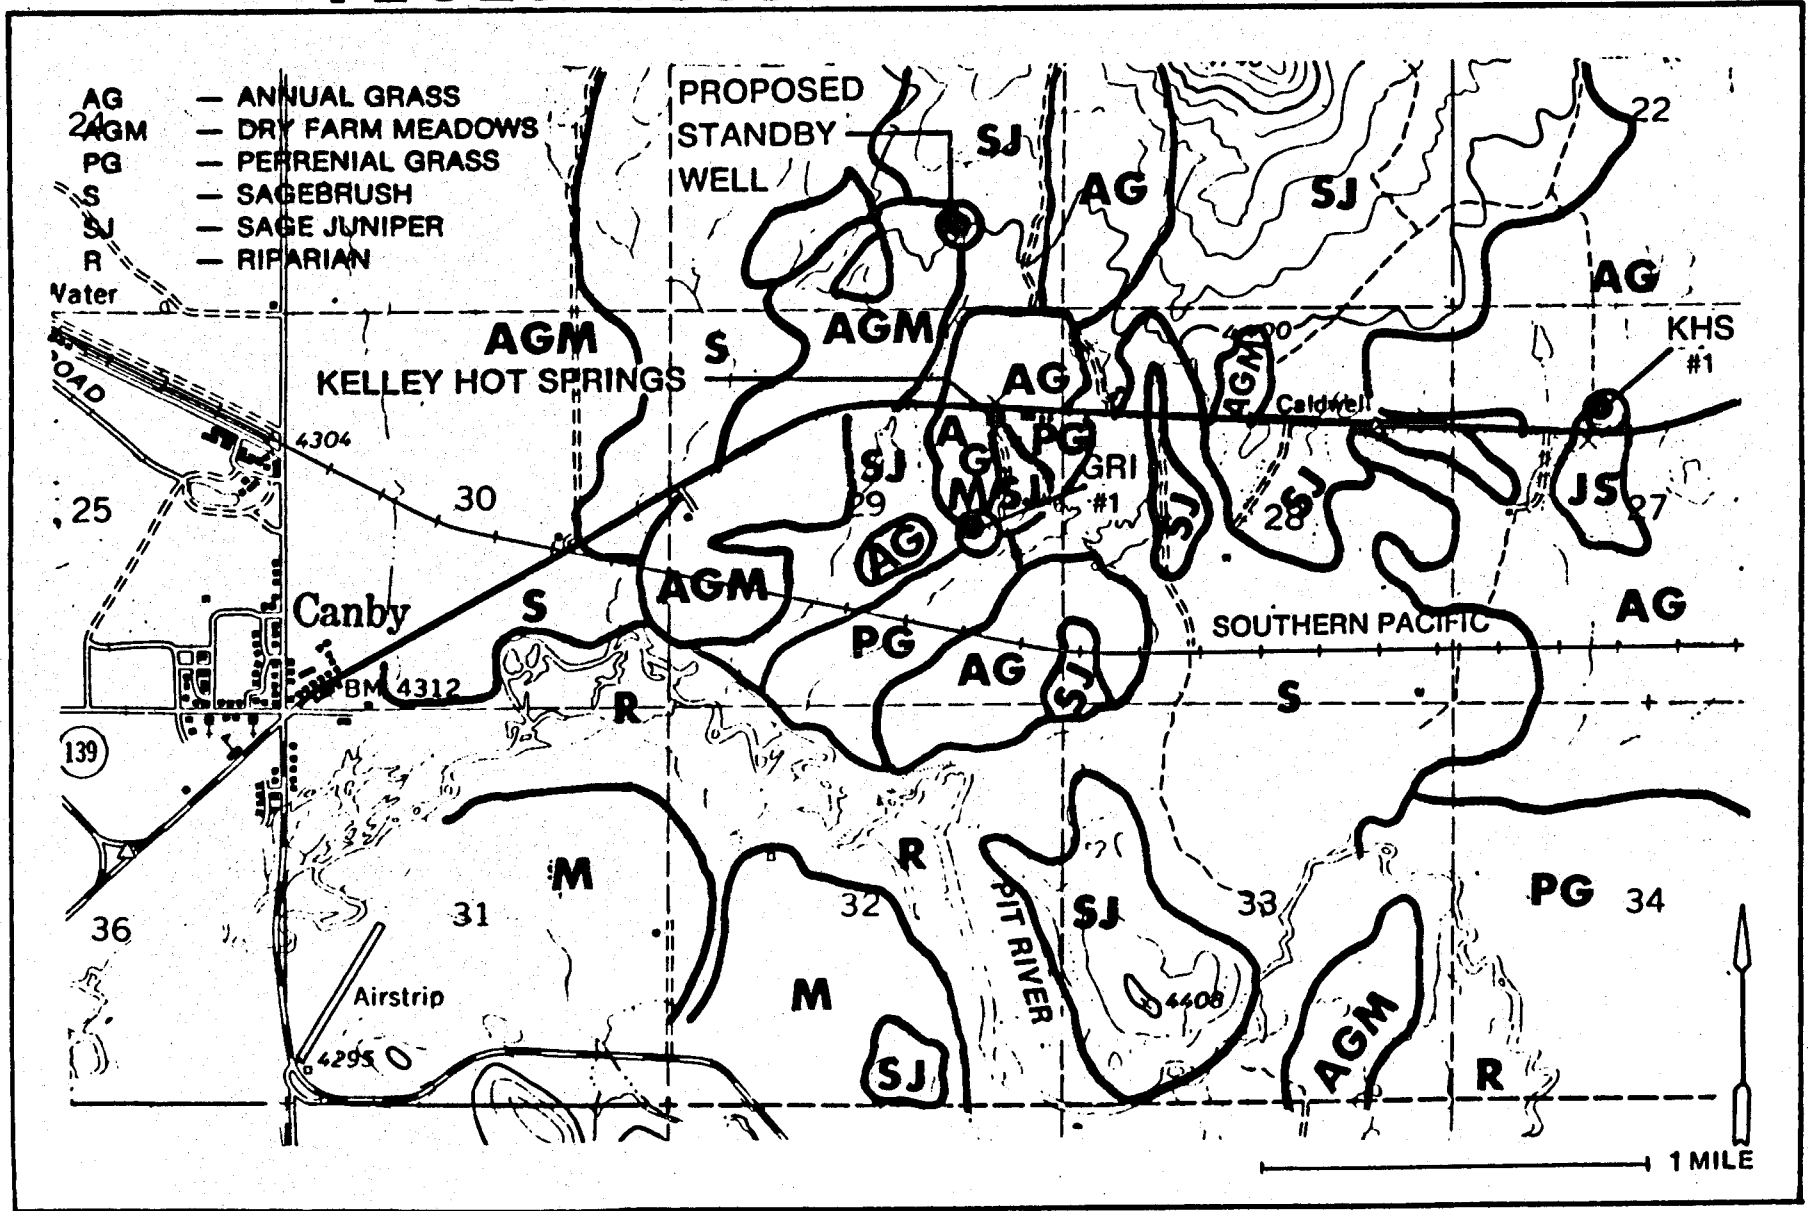 AG — ANNUAL GRASS
24
AGM — DRY FARM MEADOWS
PG — PERRENIAL GRASS
S — SAGEBRUSH
SJ — SAGE JUNIPER
R — RIPARIAN
PROPOSED
STANDBY
WELL
SJ
AG
SJ
22
AG
Water
AGM
S
AGM
KHS
#1
KELLEY HOT SPRINGS
AG
AGM
Caldwell
OAD
4304
A
G
M
PG
SJ
SJ
GRI
#1
SJ
SJ
JS
25
30
29
28
27
AG
AGM
S
Canby
AG
SOUTHERN PACIFIC
PG
AG
SJ
BM 4312
R
S
139
M
R
31
32
33
PG
34
36
PIT RIVER
SJ
Airstrip
M
4408
AGM
4295
SJ
R
1 MILE